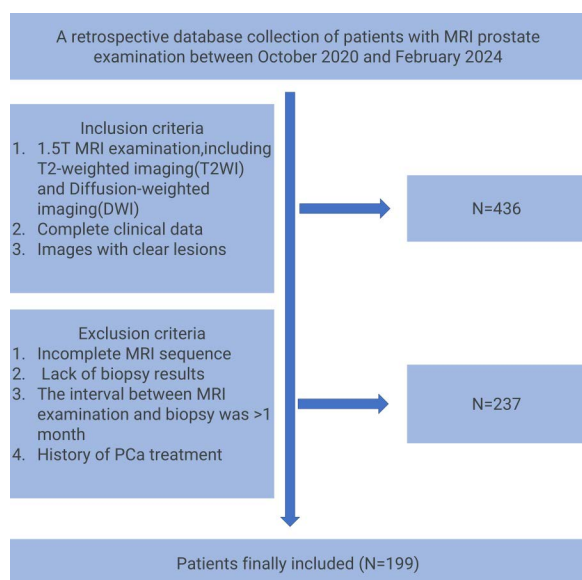 A retrospective database collection of patients with MRI prostate
examination between October 2020 and February 2024
Inclusion criteria
1. 1.5T MRI examination,including
T2-weighted imaging(T2WI)
and Diffusion-weighted
imaging(DWI)
2. Complete clinical data
3. Images with clear lesions
N=436
Exclusion criteria
1. Incomplete MRI sequence
2. Lack of biopsy results
3. The interval between MRI
examination and biopsy was >1
month
4. History of PCa treatment
N=237
Patients finally included (N=199)